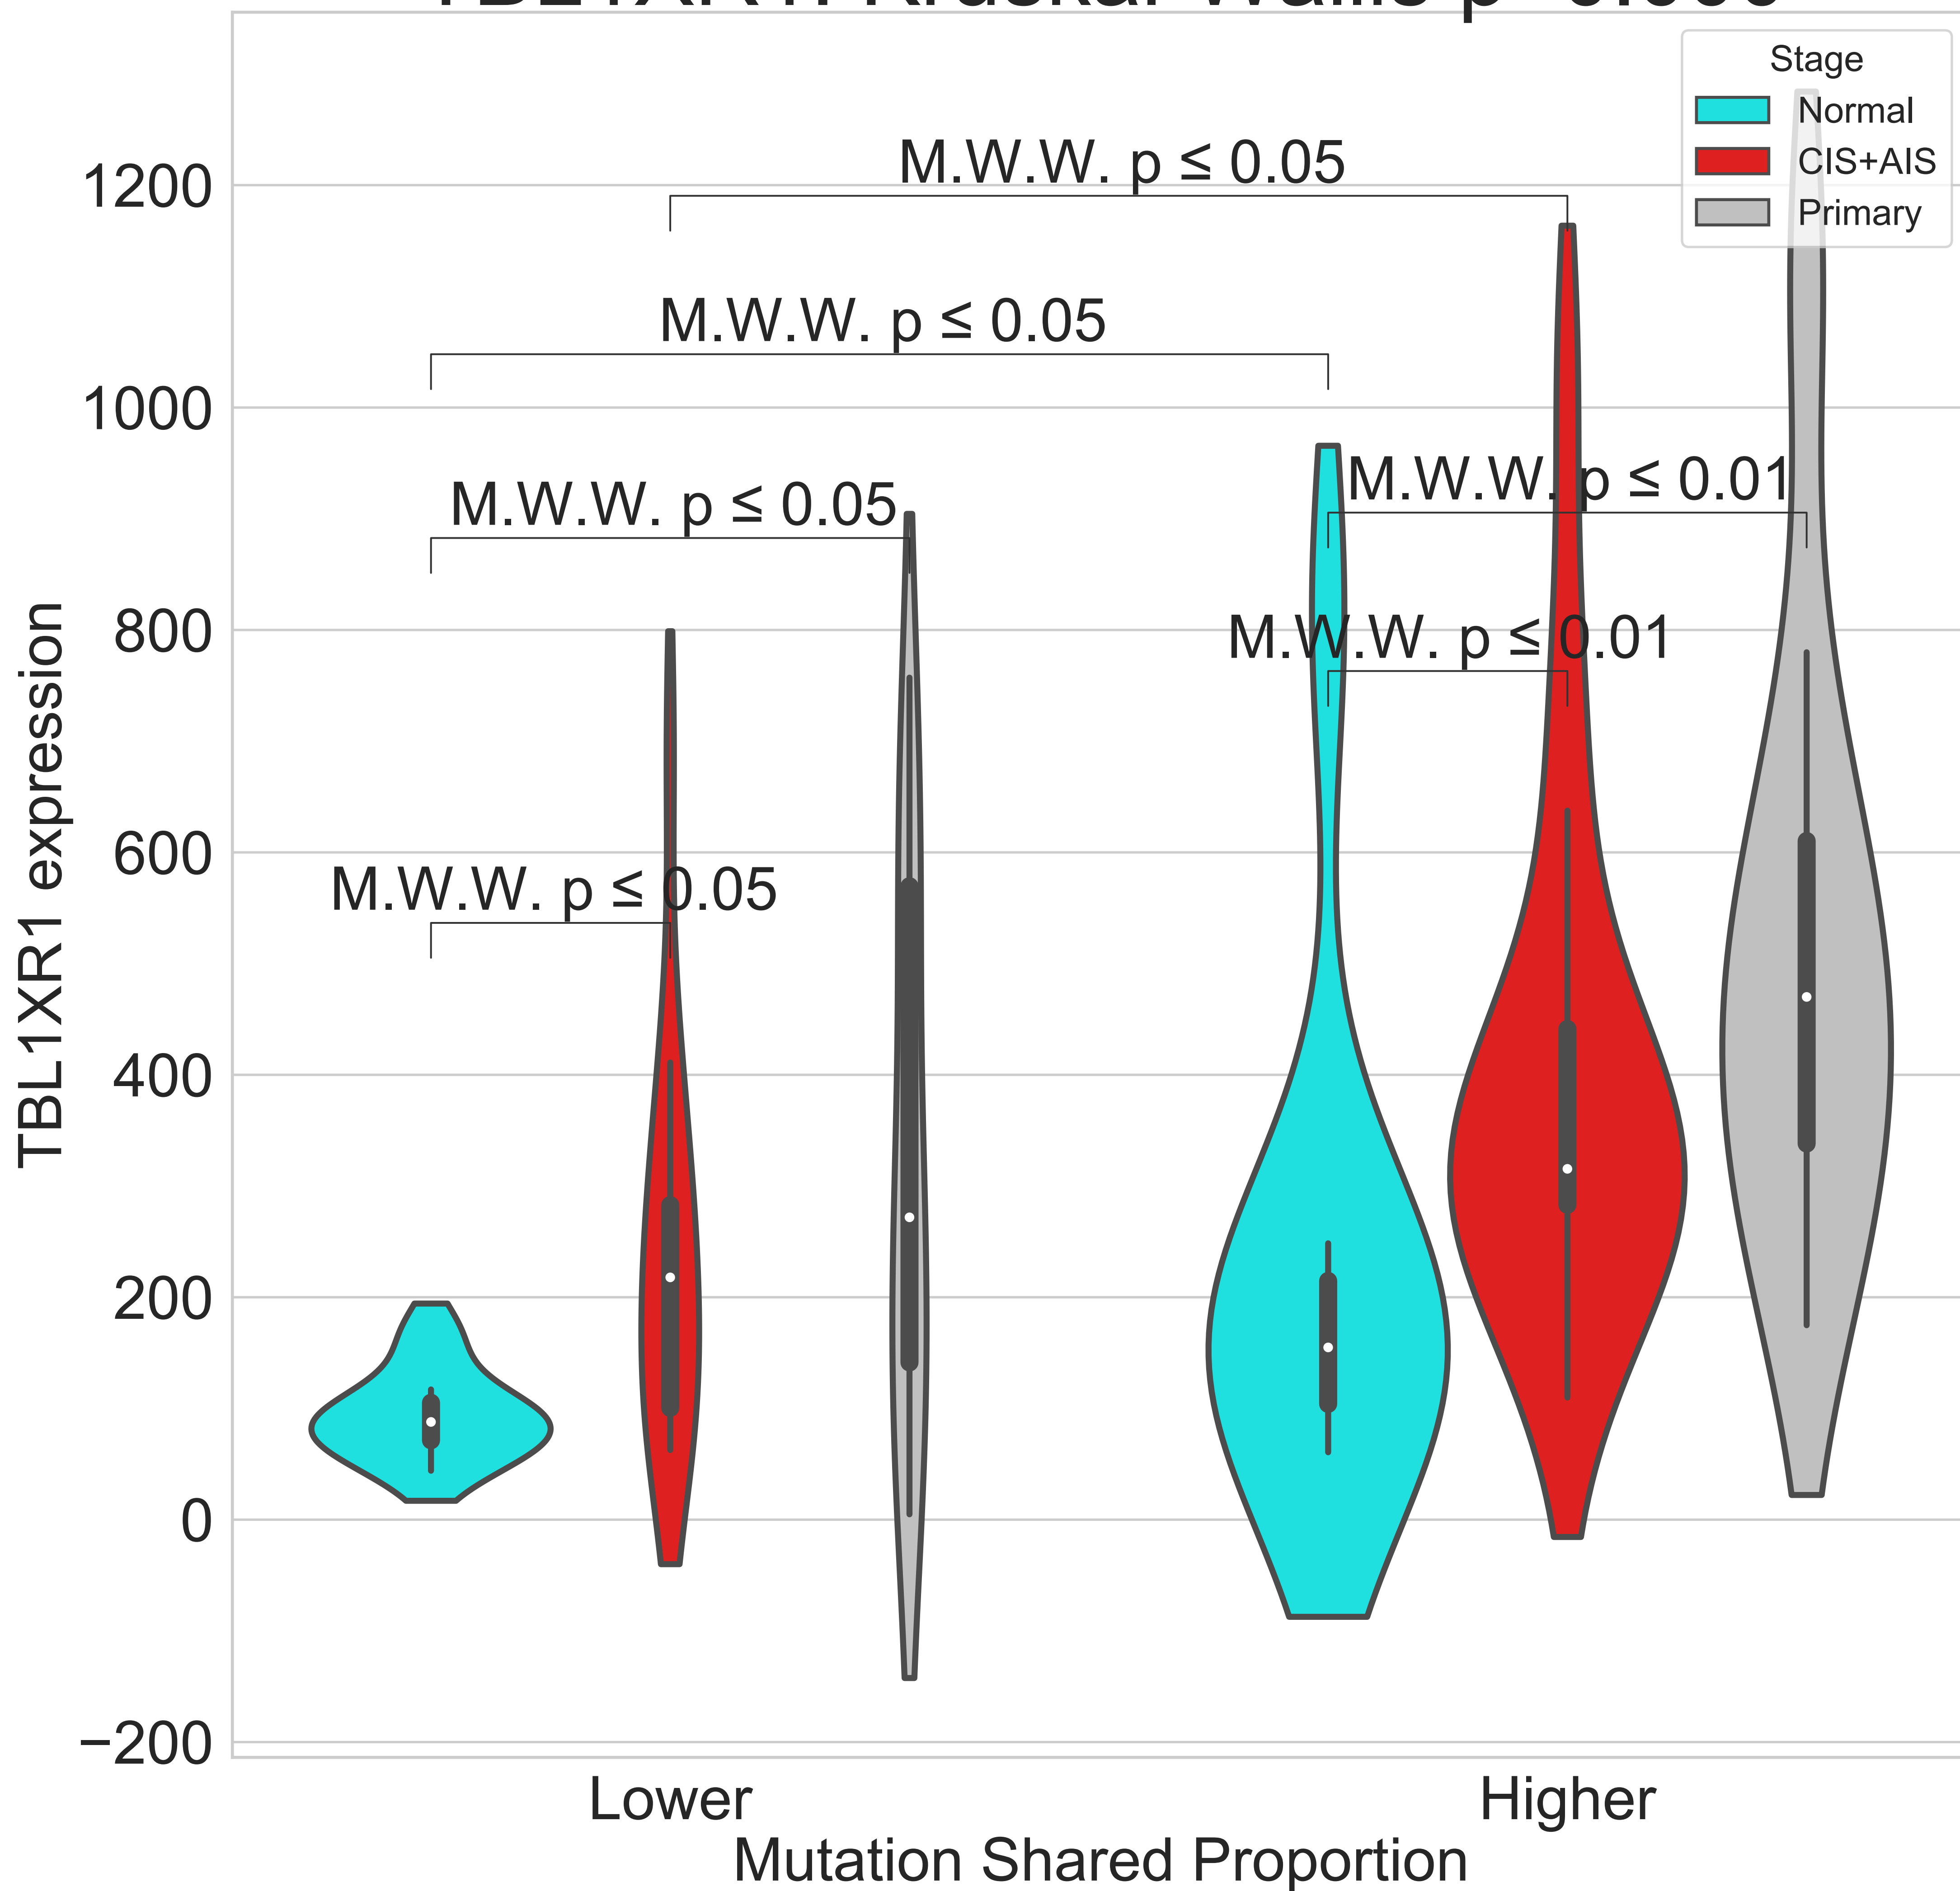 Stage
Normal
CIS+AIS
Primary
M.W.W. p ≤ 0.05
M.W.W. p ≤ 0.05
M.W.W. p ≤ 0.05
M.W.W. p ≤ 0.01
M.W.W. p ≤ 0.01
M.W.W. p ≤ 0.05
1200
1000
800
600
400
200
0
−200
TBL1XR1 expression
Lower
Higher
Mutation Shared Proportion